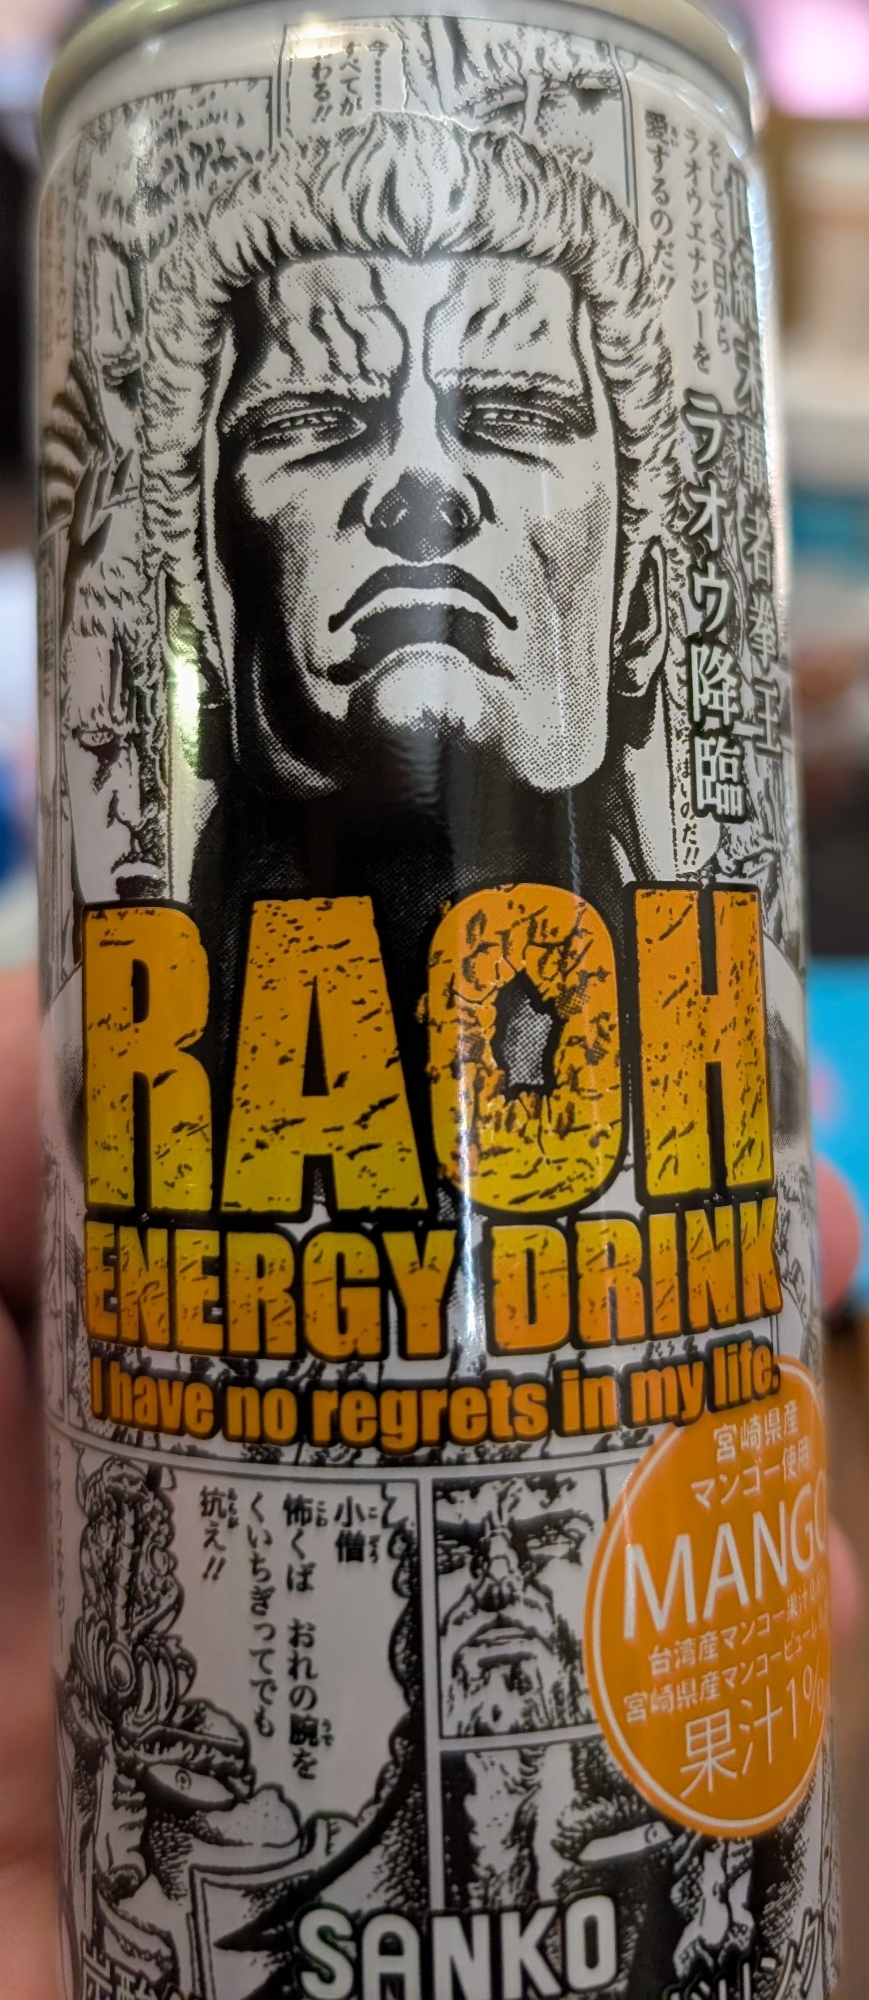 今……
すべてが
わる!!
そして今日から
ラオウエナジーを
愛するのだ!!
世紀末覇者拳王
ラオウ降臨
RAOH
ENERGY DRINK
I have no regrets in my life.
宮崎県産
マンゴー使用
MANGO
台湾産マンゴー果汁
宮崎県産マンゴーピューレ
果汁1%
小僧
怖くば おれの腕を
くいちぎってでも
抗え!!
SANKO
ドリンク